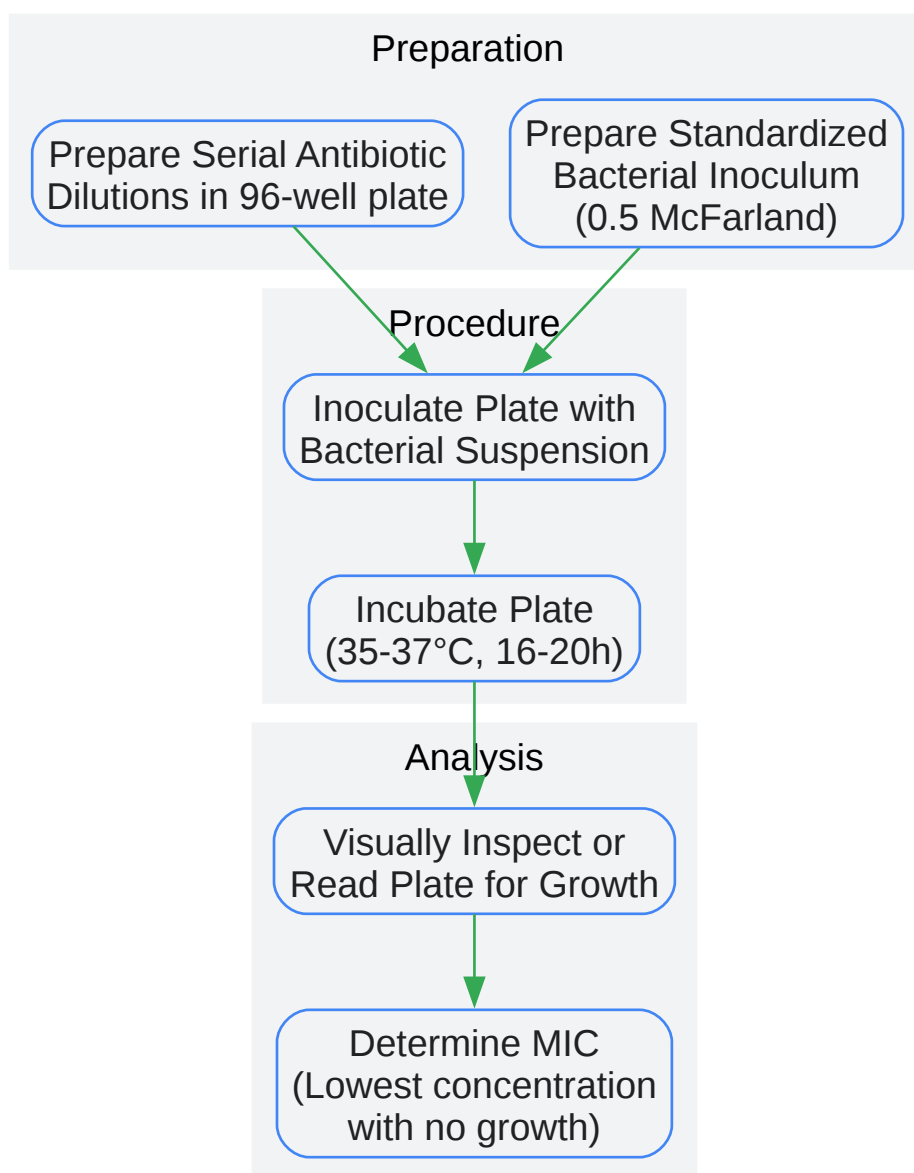 Preparation
Prepare Serial Antibiotic
Dilutions in 96-well plate
Prepare Standardized
Bacterial Inoculum
(0.5 McFarland)
Procedure
Inoculate Plate with
Bacterial Suspension
Incubate Plate
(35-37°C, 16-20h)
Analysis
Visually Inspect or
Read Plate for Growth
Determine MIC
(Lowest concentration
with no growth)